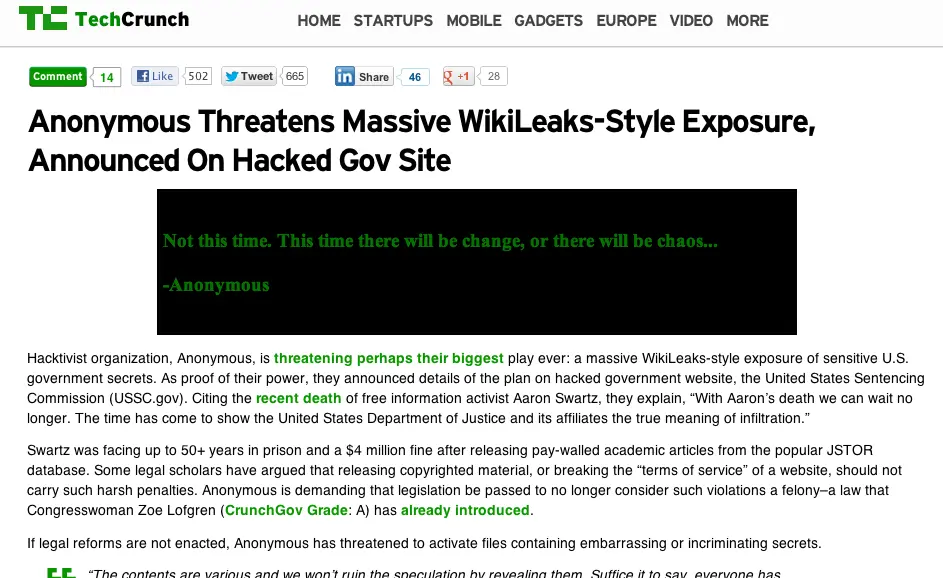 TC TechCrunch HOME STARTUPS MOBILE GADGETS EUROPE VIDEO MORE
Comment 14 Like 502 Tweet 665 in Share 46 g +1 28
Anonymous Threatens Massive WikiLeaks-Style Exposure,
Announced On Hacked Gov Site
Not this time. This time there will be change, or there will be chaos...
-Anonymous
Hacktivist organization, Anonymous, is threatening perhaps their biggest play ever: a massive WikiLeaks-style exposure of sensitive U.S.
government secrets. As proof of their power, they announced details of the plan on hacked government website, the United States Sentencing
Commission (USSC.gov). Citing the recent death of free information activist Aaron Swartz, they explain, “With Aaron’s death we can wait no
longer. The time has come to show the United States Department of Justice and its affiliates the true meaning of infiltration.”
Swartz was facing up to 50+ years in prison and a $4 million fine after releasing pay-walled academic articles from the popular JSTOR
database. Some legal scholars have argued that releasing copyrighted material, or breaking the “terms of service” of a website, should not
carry such harsh penalties. Anonymous is demanding that legislation be passed to no longer consider such violations a felony–a law that
Congresswoman Zoe Lofgren (CrunchGov Grade: A) has already introduced.
If legal reforms are not enacted, Anonymous has threatened to activate files containing embarrassing or incriminating secrets.
“The contents are various and we won’t ruin the speculation by revealing them. Suffice it to say, everyone has